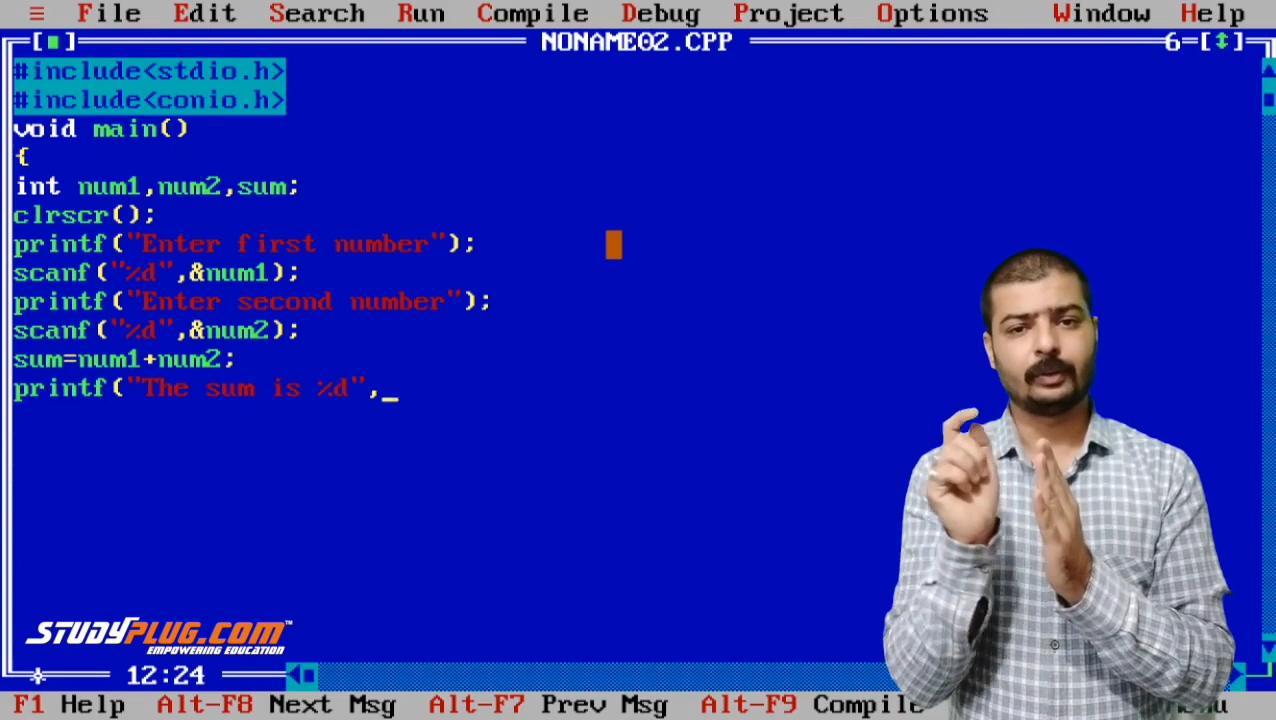 ≡ File Edit Search Run Compile Debug Project Options Window Help
[■] NONAME02.CPP 6=[↕]
#include<stdio.h>
#include<conio.h>
void main()
{
int num1,num2,sum;
clrscr();
printf("Enter first number");
scanf("%d",&num1);
printf("Enter second number");
scanf("%d",&num2);
sum=num1+num2;
printf("The sum is %d",_
STUDYPLUG.COM™
EMPOWERING EDUCATION
12:24
F1 Help Alt-F8 Next Msg Alt-F7 Prev Msg Alt-F9 Compile